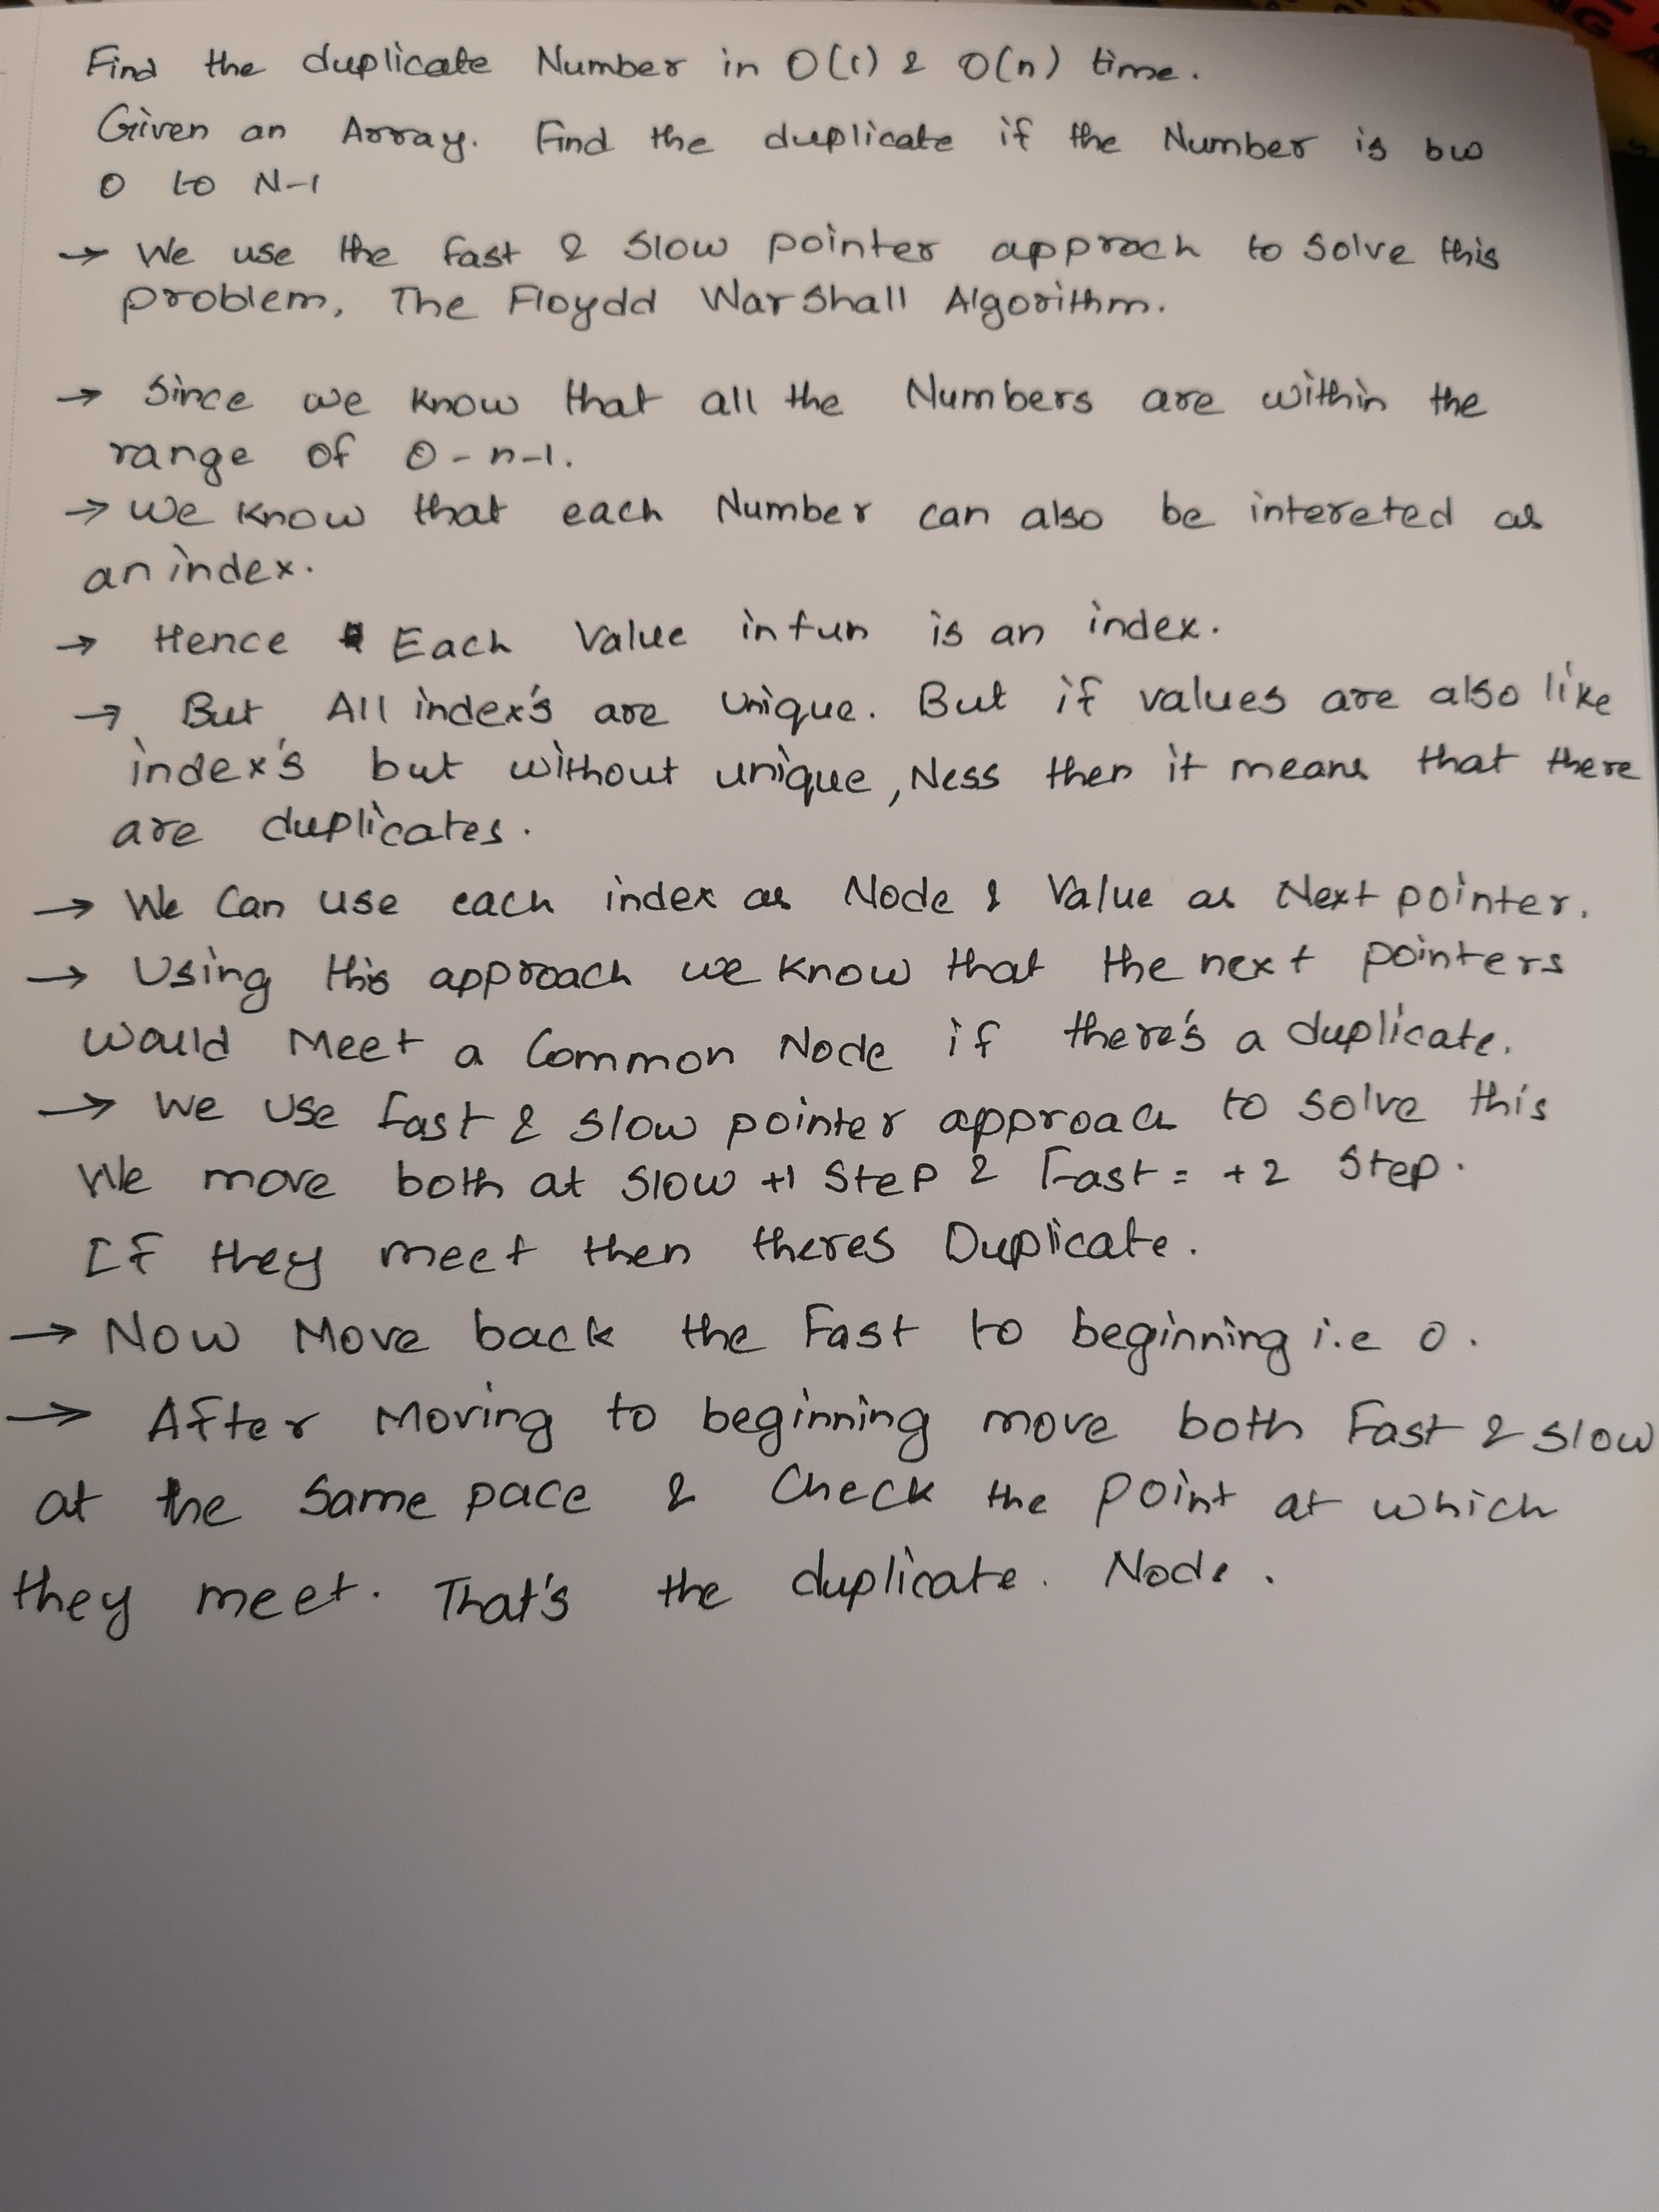 Find the duplicate Number in O(1) & O(n) time.
Given an Array. Find the duplicate if the Number is bw
0 to N-1
→ We use the fast & Slow pointer approch to solve this
problem, The Floydd Warshall Algorithm.
→ Since we know that all the Numbers are within the
range of 0-n-1.
→ We know that each Number can also be intereted as
an index.
→ Hence Each Value in tun is an index.
→ But All index's are unique. But if values are also like
index's but without unique,Ness then it means that there
are duplicates.
→ We Can use each index as Node & Value as Next pointer.
→ Using this approach we know that the next pointers
would Meet a Common Node if there's a duplicate.
→ We use fast & slow pointer approach to solve this
We move both at Slow +1 Step & Fast = +2 Step.
If they meet then theres Duplicate.
→ Now Move back the Fast to beginning i.e 0.
→ After Moving to beginning move both Fast & slow
at the Same pace & Check the point at which
they meet. That's the duplicate. Node.